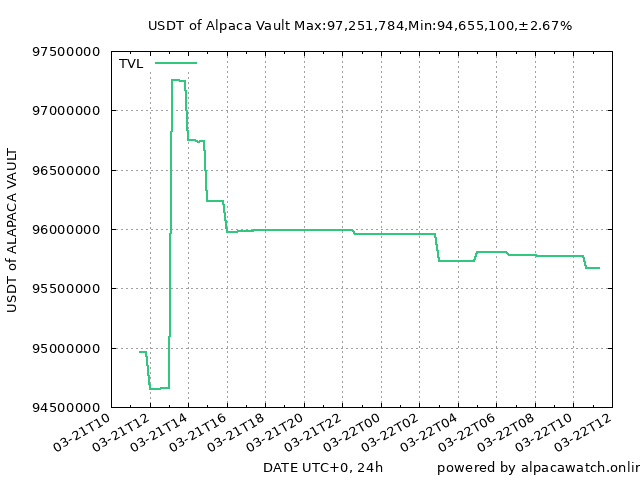 USDT of Alpaca Vault Max:97,251,784,Min:94,655,100,±2.67%
TVL
97500000
97000000
96500000
96000000
95500000
95000000
94500000
USDT of ALAPACA VAULT
03-21T10
03-21T12
03-21T14
03-21T16
03-21T18
03-21T20
03-21T22
03-22T00
03-22T02
03-22T04
03-22T06
03-22T08
03-22T10
03-22T12
DATE UTC+0, 24h
powered by alpacawatch.onlin